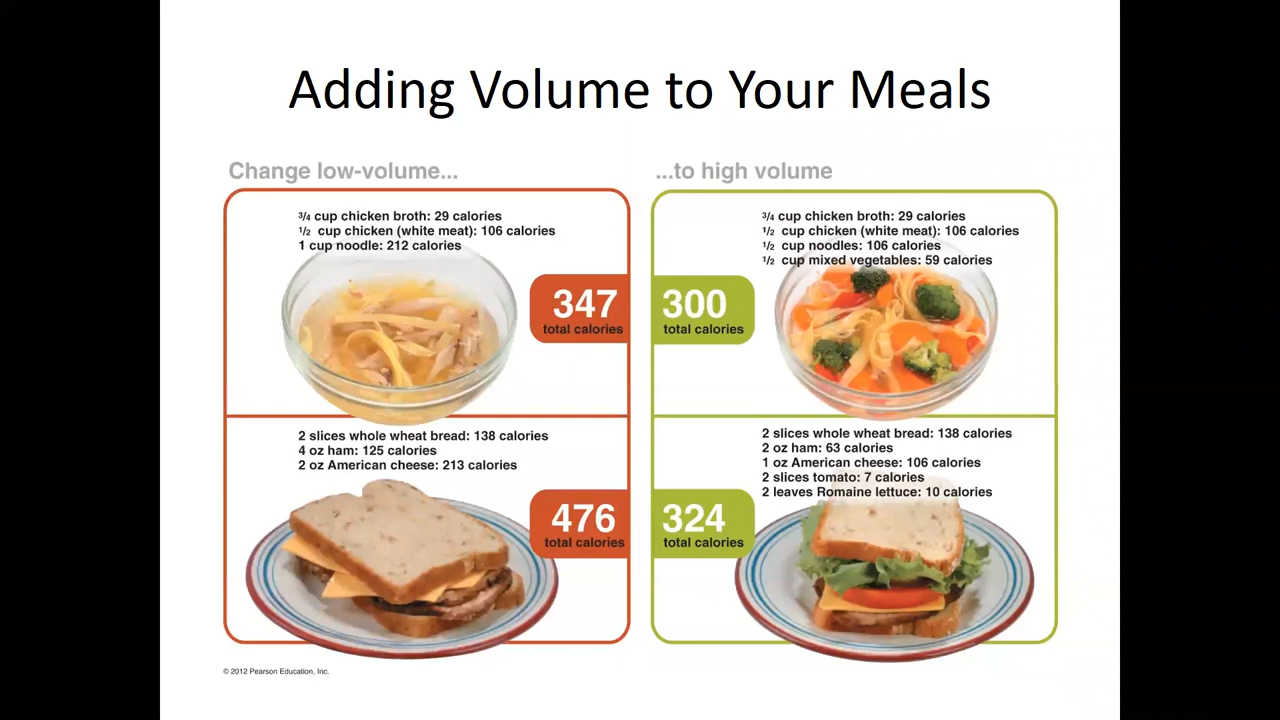 Adding Volume to Your Meals
Change low-volume...
3/4 cup chicken broth: 29 calories
1/2 cup chicken (white meat): 106 calories
1 cup noodle: 212 calories
347
total calories
2 slices whole wheat bread: 138 calories
4 oz ham: 125 calories
2 oz American cheese: 213 calories
476
total calories
...to high volume
3/4 cup chicken broth: 29 calories
1/2 cup chicken (white meat): 106 calories
1/2 cup noodles: 106 calories
1/2 cup mixed vegetables: 59 calories
300
total calories
2 slices whole wheat bread: 138 calories
2 oz ham: 63 calories
1 oz American cheese: 106 calories
2 slices tomato: 7 calories
2 leaves Romaine lettuce: 10 calories
324
total calories
© 2012 Pearson Education, Inc.